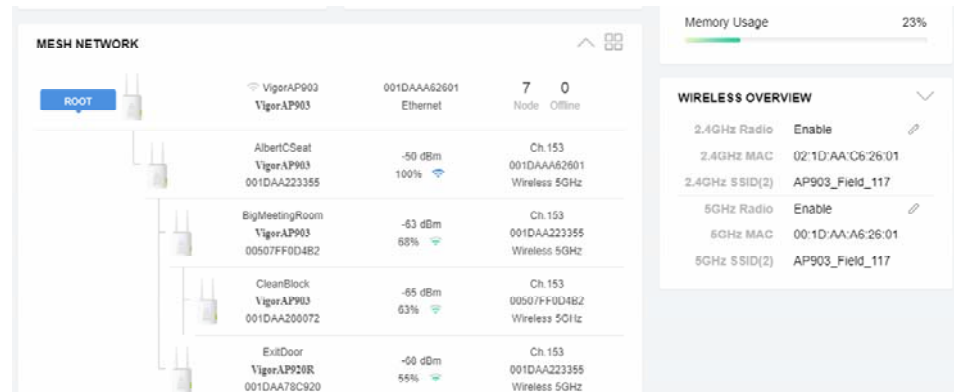 Memory Usage 23%
MESH NETWORK
ROOT
VigorAP903 001DAAA62601 7 0
VigorAP903 Ethernet Node Offline
AlbertCSeat Ch.153
VigorAP903 -50 dBm 001DAAA62601
001DAA223355 100% Wireless 5GHz
BigMeetingRoom Ch.153
VigorAP903 -63 dBm 001DAA223355
00507FF0D4B2 68% Wireless 5GHz
CleanBlock Ch.153
VigorAP903 -65 dBm 00507FF0D4B2
001DAA200072 63% Wireless 5GHz
ExitDoor Ch.153
VigorAP920R dBm 001DAA223355
001DAA78C920 55% Wireless 5GHz
WIRELESS OVERVIEW
2.4GHz Radio Enable
2.4GHz MAC 02:1D:AA:C6:26:01
2.4GHz SSID(2) AP903_Field_117
5GHz Radio Enable
5GHz MAC 00:1D:AA:A6:26:01
5GHz SSID(2) AP903_Field_117